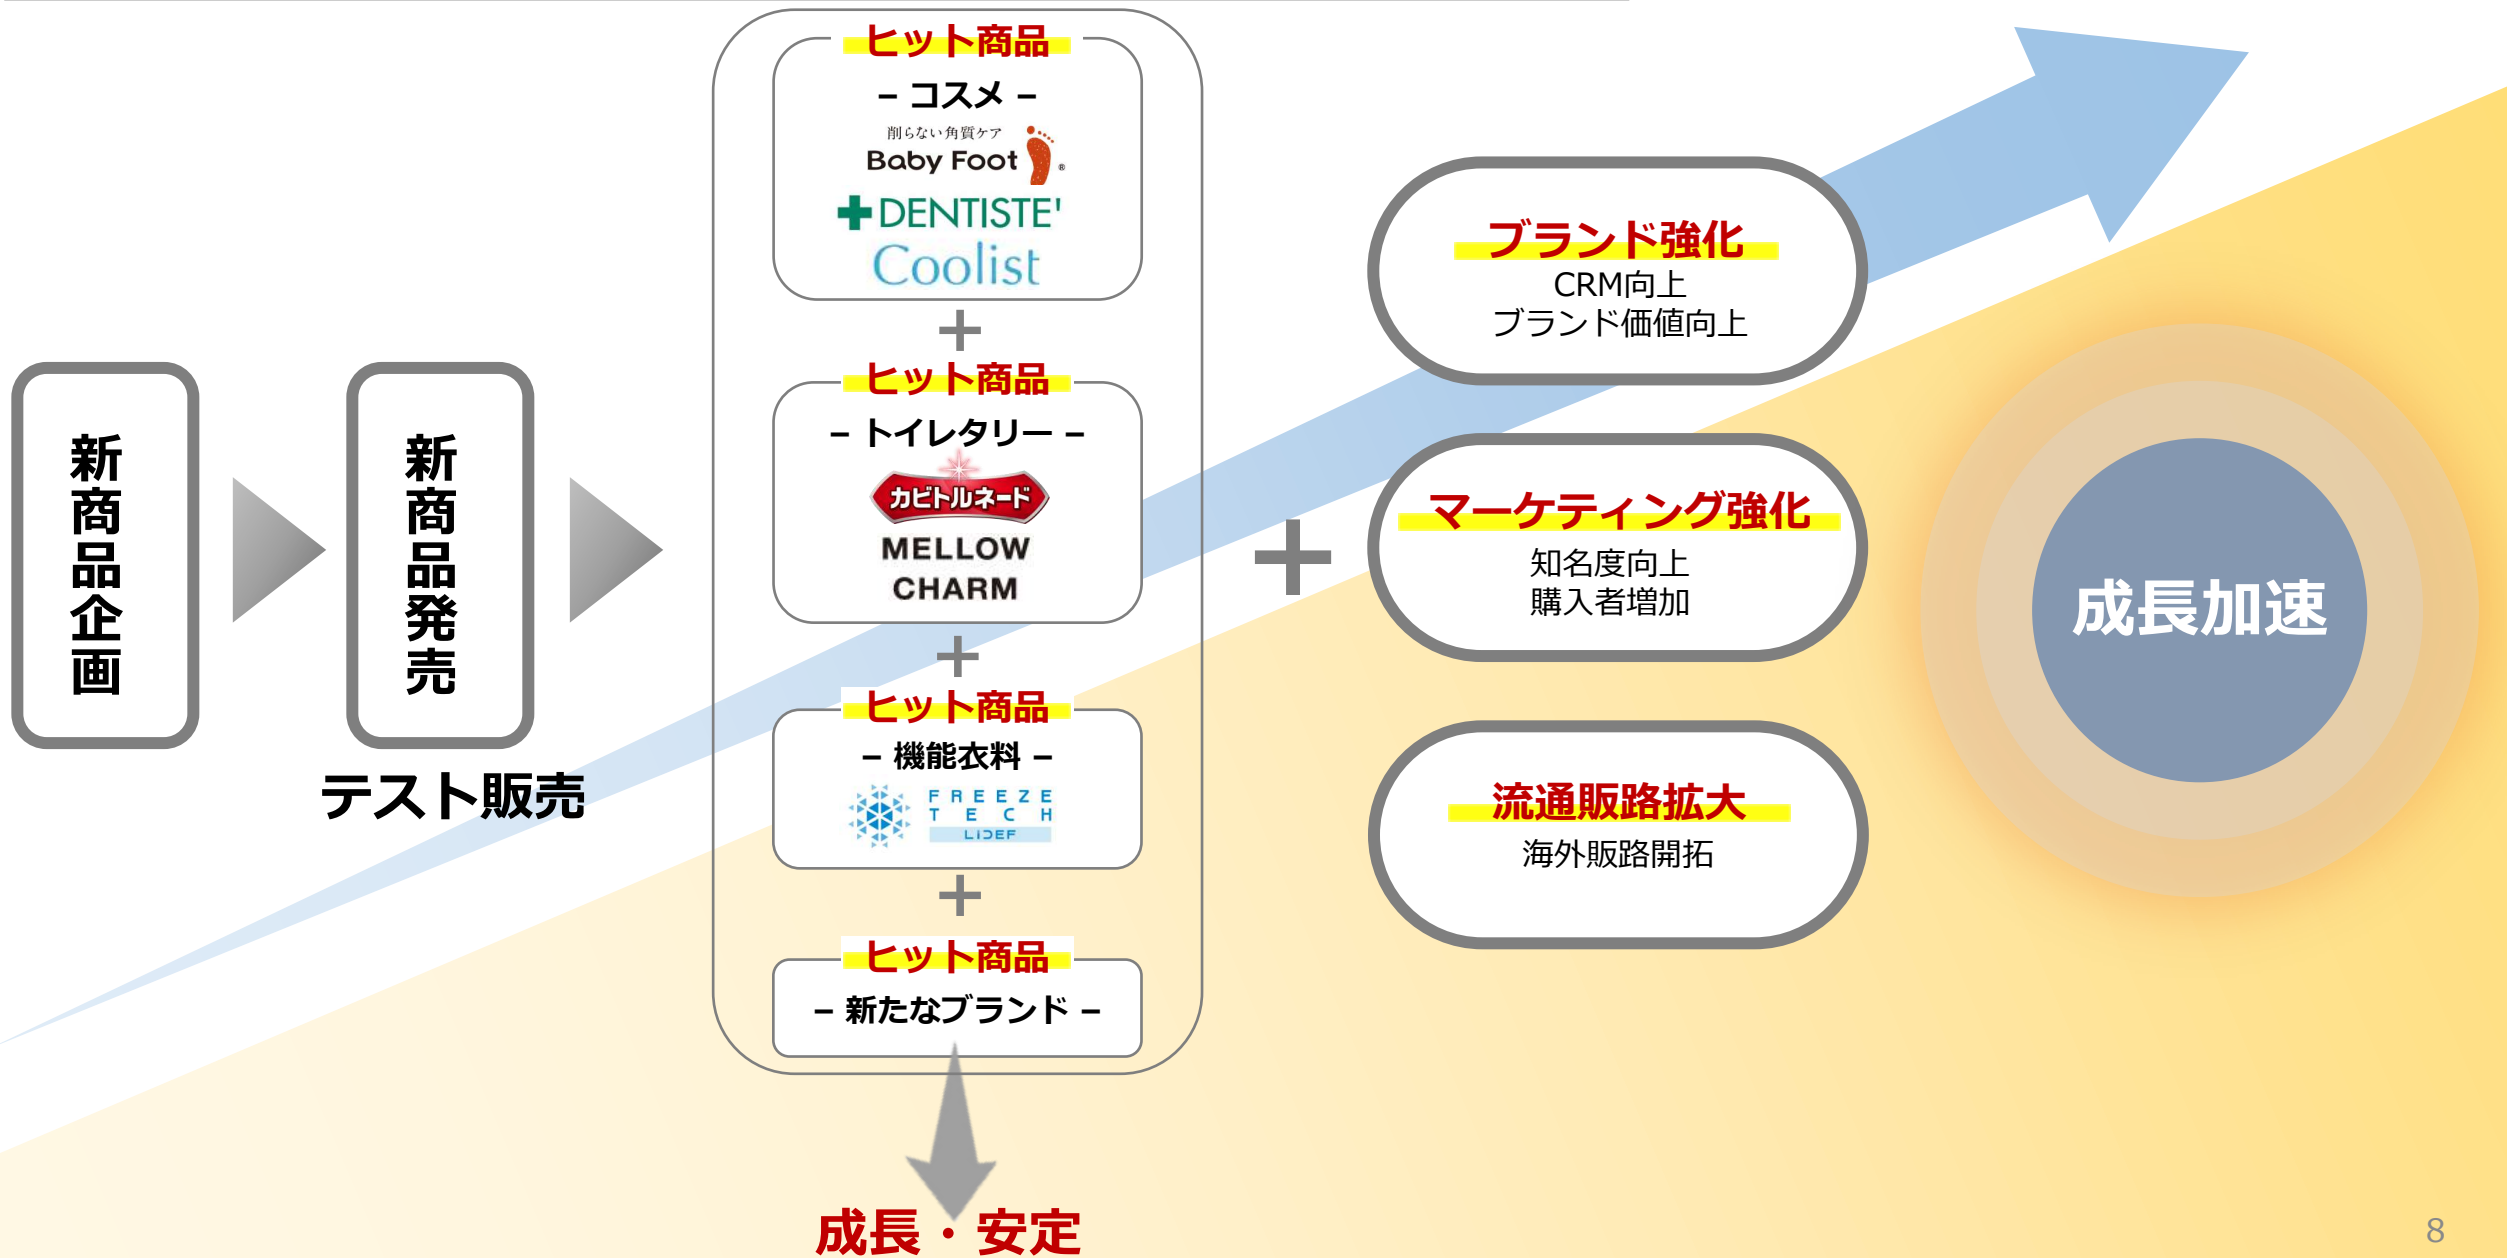 新商品企画
新商品発売
テスト販売
ヒット商品
– コスメ –
削らない角質ケア
Baby Foot ®
DENTISTE'
Coolist
+
ヒット商品
– トイレタリー –
カビトルネード
MELLOW
CHARM
+
ヒット商品
– 機能衣料 –
FREEZE
TECH
LIDEF
+
ヒット商品
– 新たなブランド –
成長・安定
+
ブランド強化
CRM向上
ブランド価値向上
マーケティング強化
知名度向上
購入者増加
流通販路拡大
海外販路開拓
成長加速
8